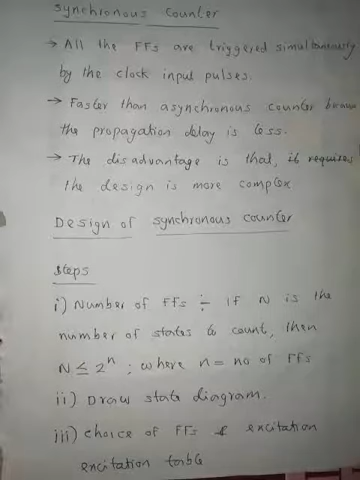 Synchronous Counter
→ All the FFs are triggered simultaneously
by the clock input pulses.
→ Faster than asynchronous counter because
the propagation delay is less.
→ The disadvantage is that, it requires
the design is more complex
Design of synchronous counter
Steps
i) Number of FFs ÷ If N is the
number of states to count, then
N ≤ 2ⁿ ; where n = no of FFs
ii) Draw state diagram.
iii) choice of FFs & excitation
excitation table